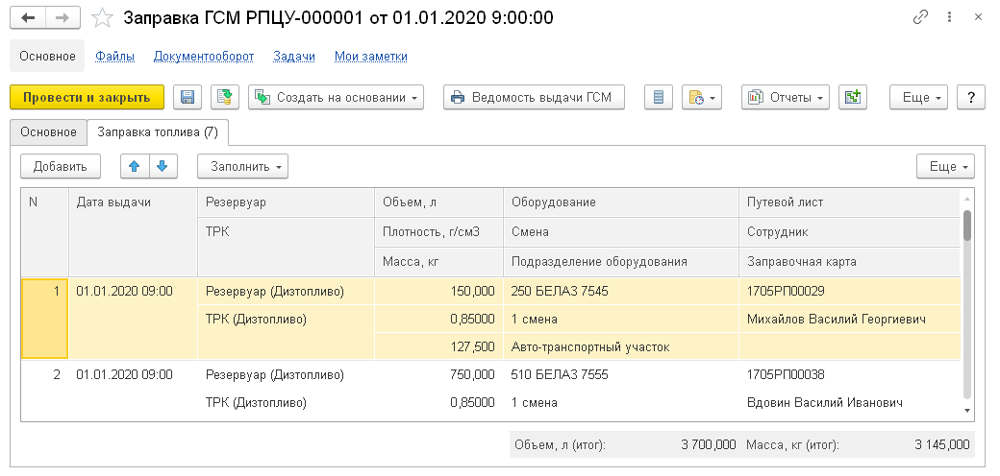 Заправка ГСМ РПЦУ-000001 от 01.01.2020 9:00:00
Основное Файлы Документооборот Задачи Мои заметки
Провести и закрыть Создать на основании Ведомость выдачи ГСМ Отчеты Еще ?
Основное Заправка топлива (7)
Добавить Заполнить Еще
N Дата выдачи Резервуар Объем, л Оборудование Путевой лист
ТРК Плотность, г/см3 Смена Сотрудник
Масса, кг Подразделение оборудования Заправочная карта
1 01.01.2020 09:00 Резервуар (Дизтопливо) 150,000 250 БЕЛАЗ 7545 1705РП00029
ТРК (Дизтопливо) 0,85000 1 смена Михайлов Василий Георгиевич
127,500 Авто-транспортный участок
2 01.01.2020 09:00 Резервуар (Дизтопливо) 750,000 510 БЕЛАЗ 7555 1705РП00038
ТРК (Дизтопливо) 0,85000 1 смена Вдовин Василий Иванович
Объем, л (итог): 3 700,000 Масса, кг (итог): 3 145,000